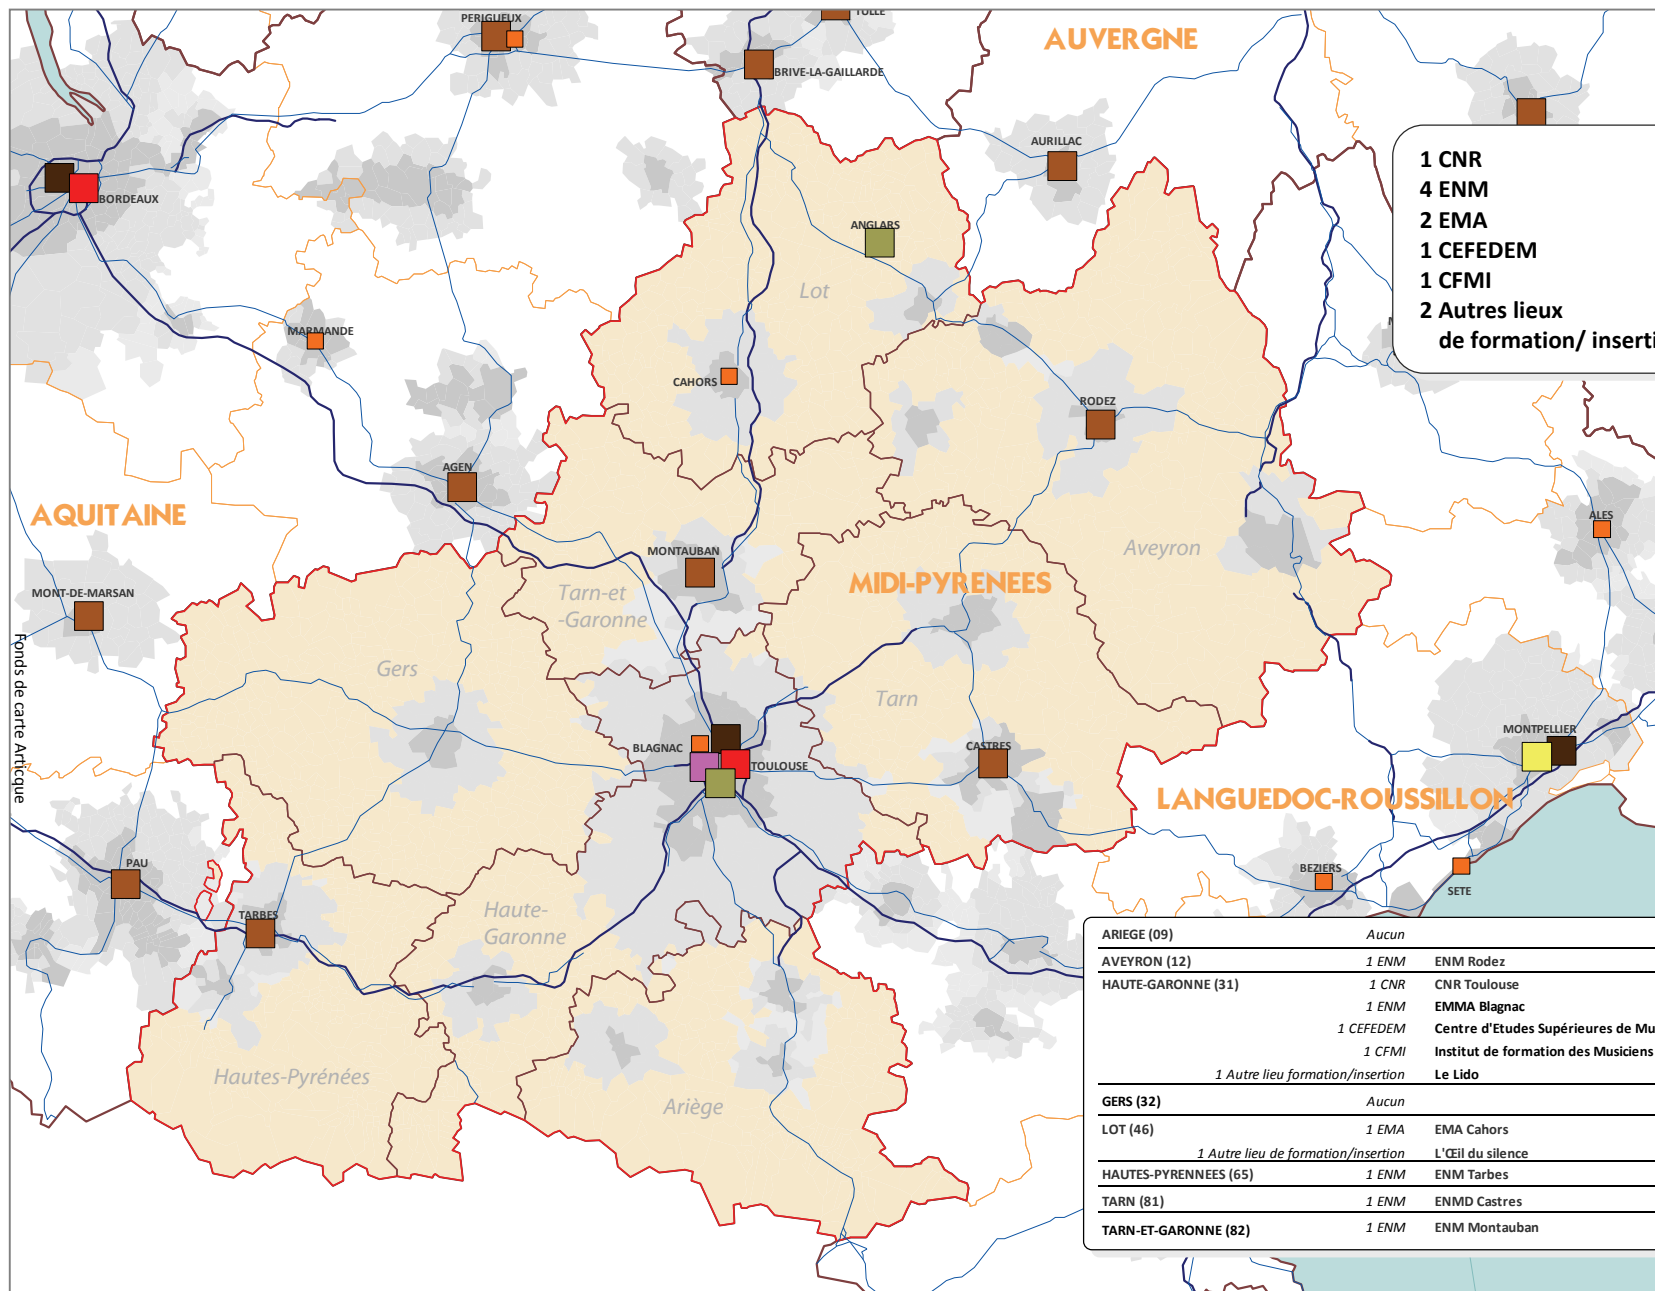 PERIGUEUX
TULLE
BRIVE-LA-GAILLARDE
AUVERGNE
AURILLAC
BORDEAUX
ANGLARS
Lot
MARMANDE
CAHORS
RODEZ
AGEN
AQUITAINE
MONT-DE-MARSAN
MONTAUBAN
MIDI-PYRENEES
Aveyron
ALES
Tarn-et
-Garonne
Gers
Tarn
BLAGNAC
TOULOUSE
CASTRES
MONTPELLIER
LANGUEDOC-ROUSSILLON
PAU
BEZIERS
SETE
TARBES
Haute-
Garonne
Hautes-Pyrénées
Ariège
Fonds de carte Articque
1 CNR
4 ENM
2 EMA
1 CEFEDEM
1 CFMI
2 Autres lieux
de formation/ inserti
ARIEGE (09) Aucun
AVEYRON (12) 1 ENM ENM Rodez
HAUTE-GARONNE (31) 1 CNR CNR Toulouse
1 ENM EMMA Blagnac
1 CEFEDEM Centre d'Etudes Supérieures de Mu
1 CFMI Institut de formation des Musiciens
1 Autre lieu formation/insertion Le Lido
GERS (32) Aucun
LOT (46) 1 EMA EMA Cahors
1 Autre lieu de formation/insertion L'Œil du silence
HAUTES-PYRENNEES (65) 1 ENM ENM Tarbes
TARN (81) 1 ENM ENMD Castres
TARN-ET-GARONNE (82) 1 ENM ENM Montauban